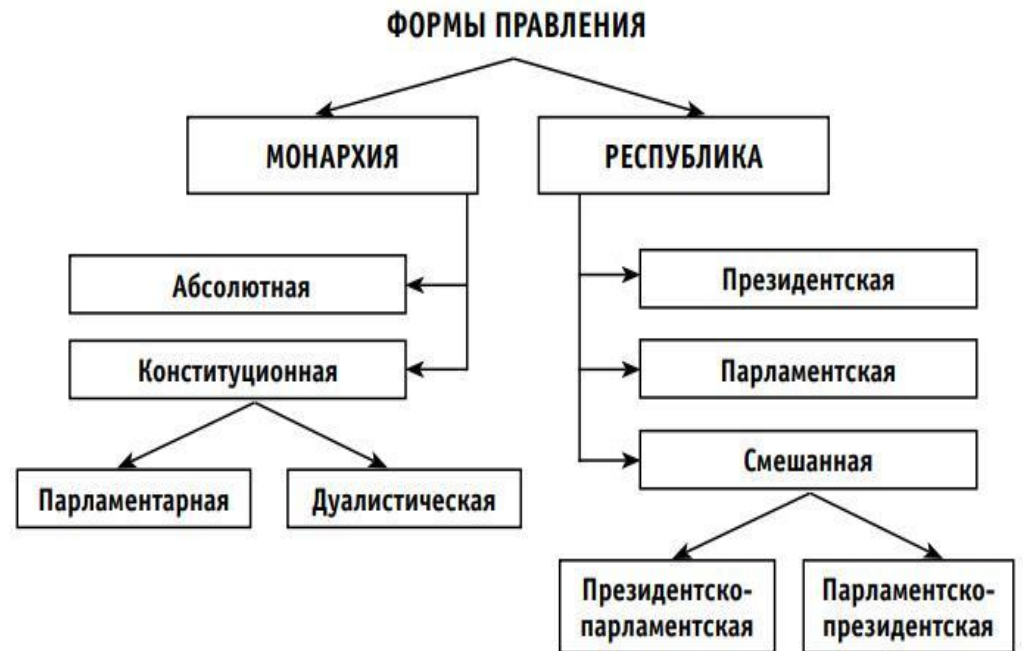 ФОРМЫ ПРАВЛЕНИЯ
МОНАРХИЯ
РЕСПУБЛИКА
Абсолютная
Конституционная
Парламентарная
Дуалистическая
Президентская
Парламентская
Смешанная
Президентско-
парламентская
Парламентско-
президентская